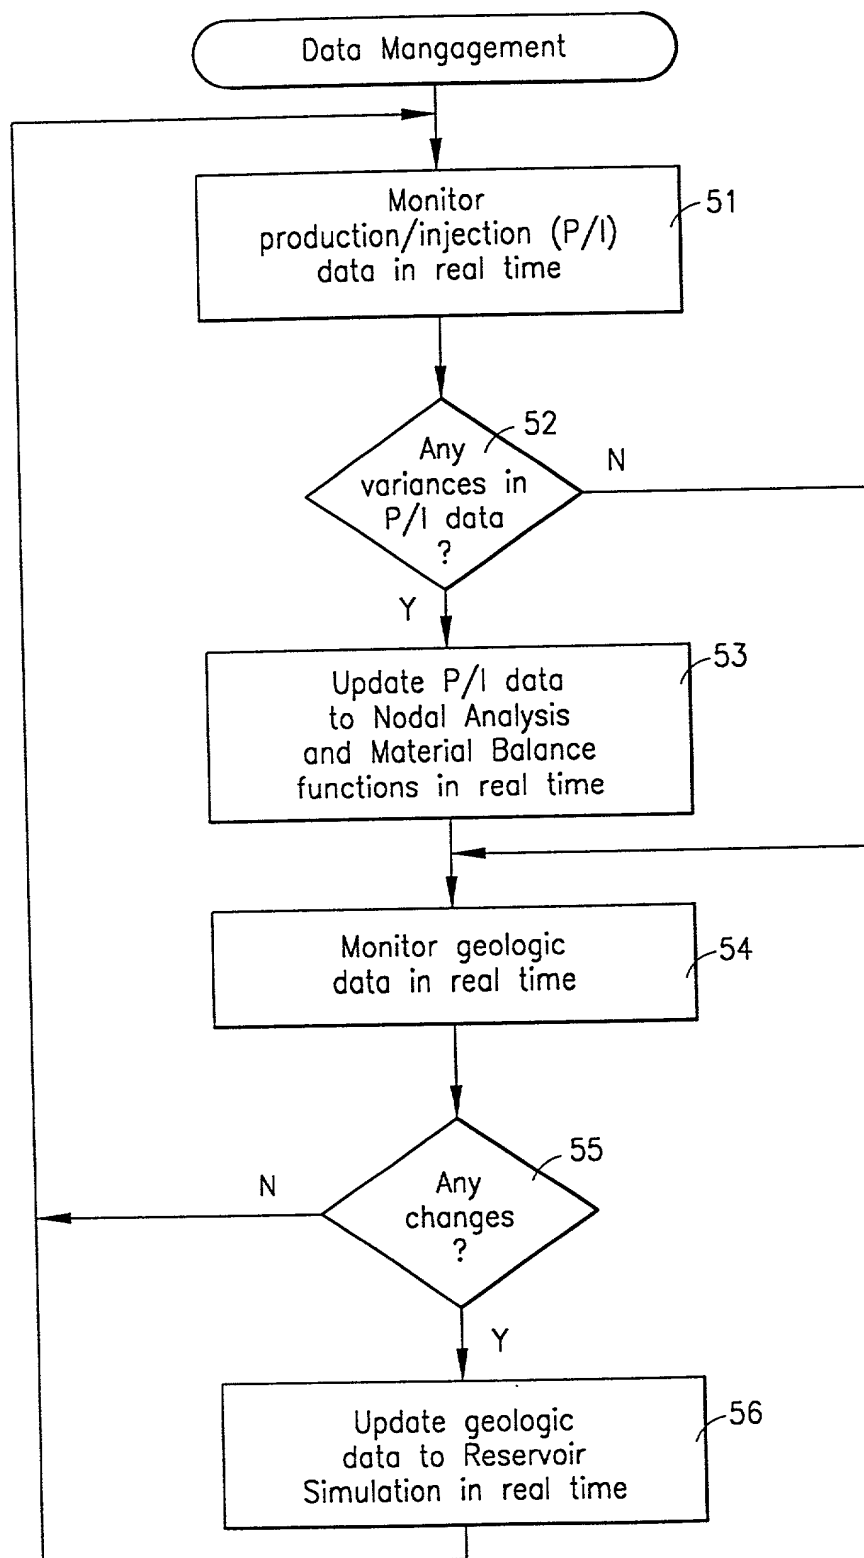 Data Mangagement
Monitor
production/injection (P/I)
data in real time
51
52
Any
variances in
P/I data
?
N
Y
53
Update P/I data
to Nodal Analysis
and Material Balance
functions in real time
Monitor geologic
data in real time
54
55
Any
changes
?
N
Y
56
Update geologic
data to Reservoir
Simulation in real time